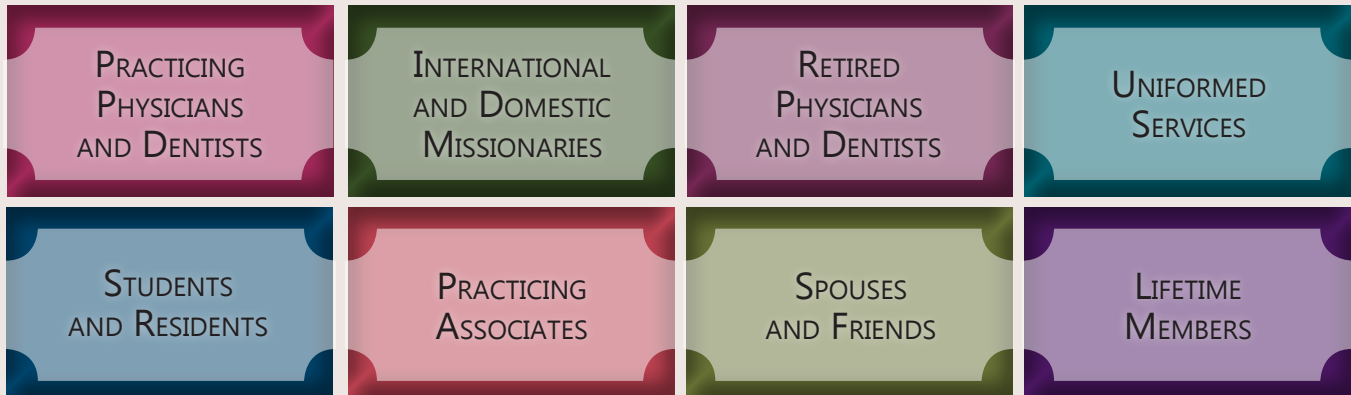 Practicing
Physicians
and Dentists
International
and Domestic
Missionaries
Retired
Physicians
and Dentists
Uniformed
Services
Students
and Residents
Practicing
Associates
Spouses
and Friends
Lifetime
Members